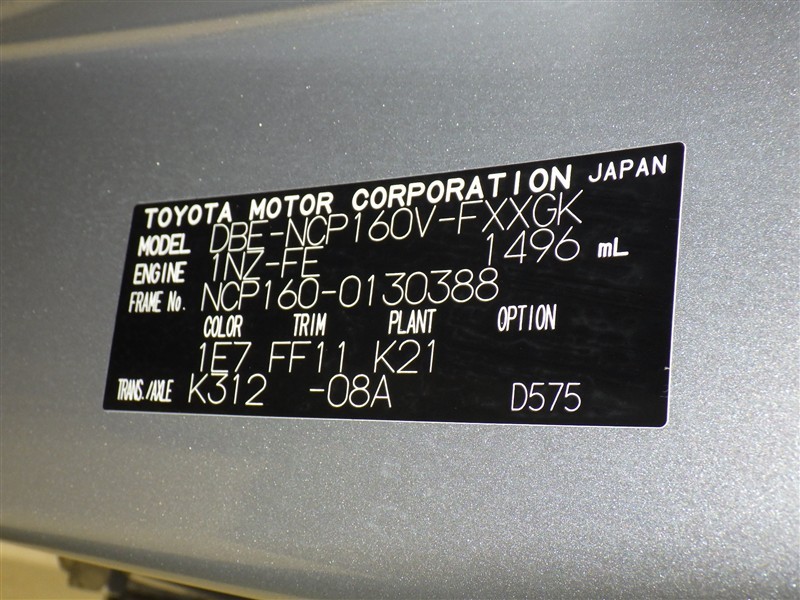 TOYOTA MOTOR CORPORATION JAPAN
MODEL DBE-NCP160V-FXXGK
ENGINE 1NZ-FE 1496 mL
FRAME No. NCP160-0130388
COLOR TRIM PLANT OPTION
1E7 FF11 K21
TRANS./AXLE K312 -08A D575